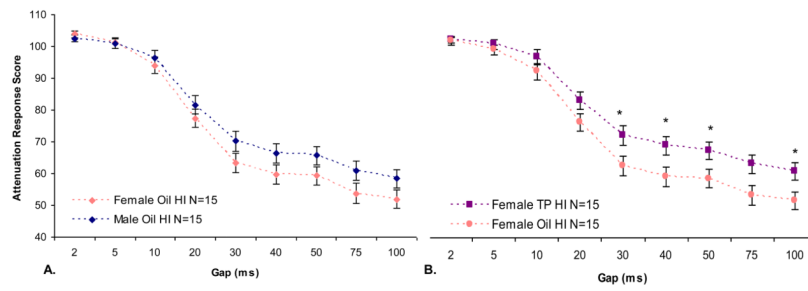 Attenuation Response Score
110
100
90
80
70
60
50
40
Female Oil HI N=15
Male Oil HI N=15
2 5 10 20 30 40 50 75 100
A.
Gap (ms)
* * * *
Female TP HI N=15
Female Oil HI N=15
2 5 10 20 30 40 50 75 100
B.
Gap (ms)